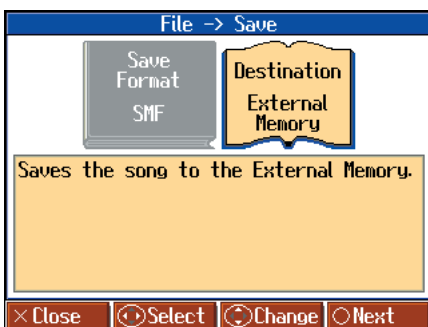 File -> Save
Save
Format
SMF
Destination
External
Memory
Saves the song to the External Memory.
×Close Select Change ○Next